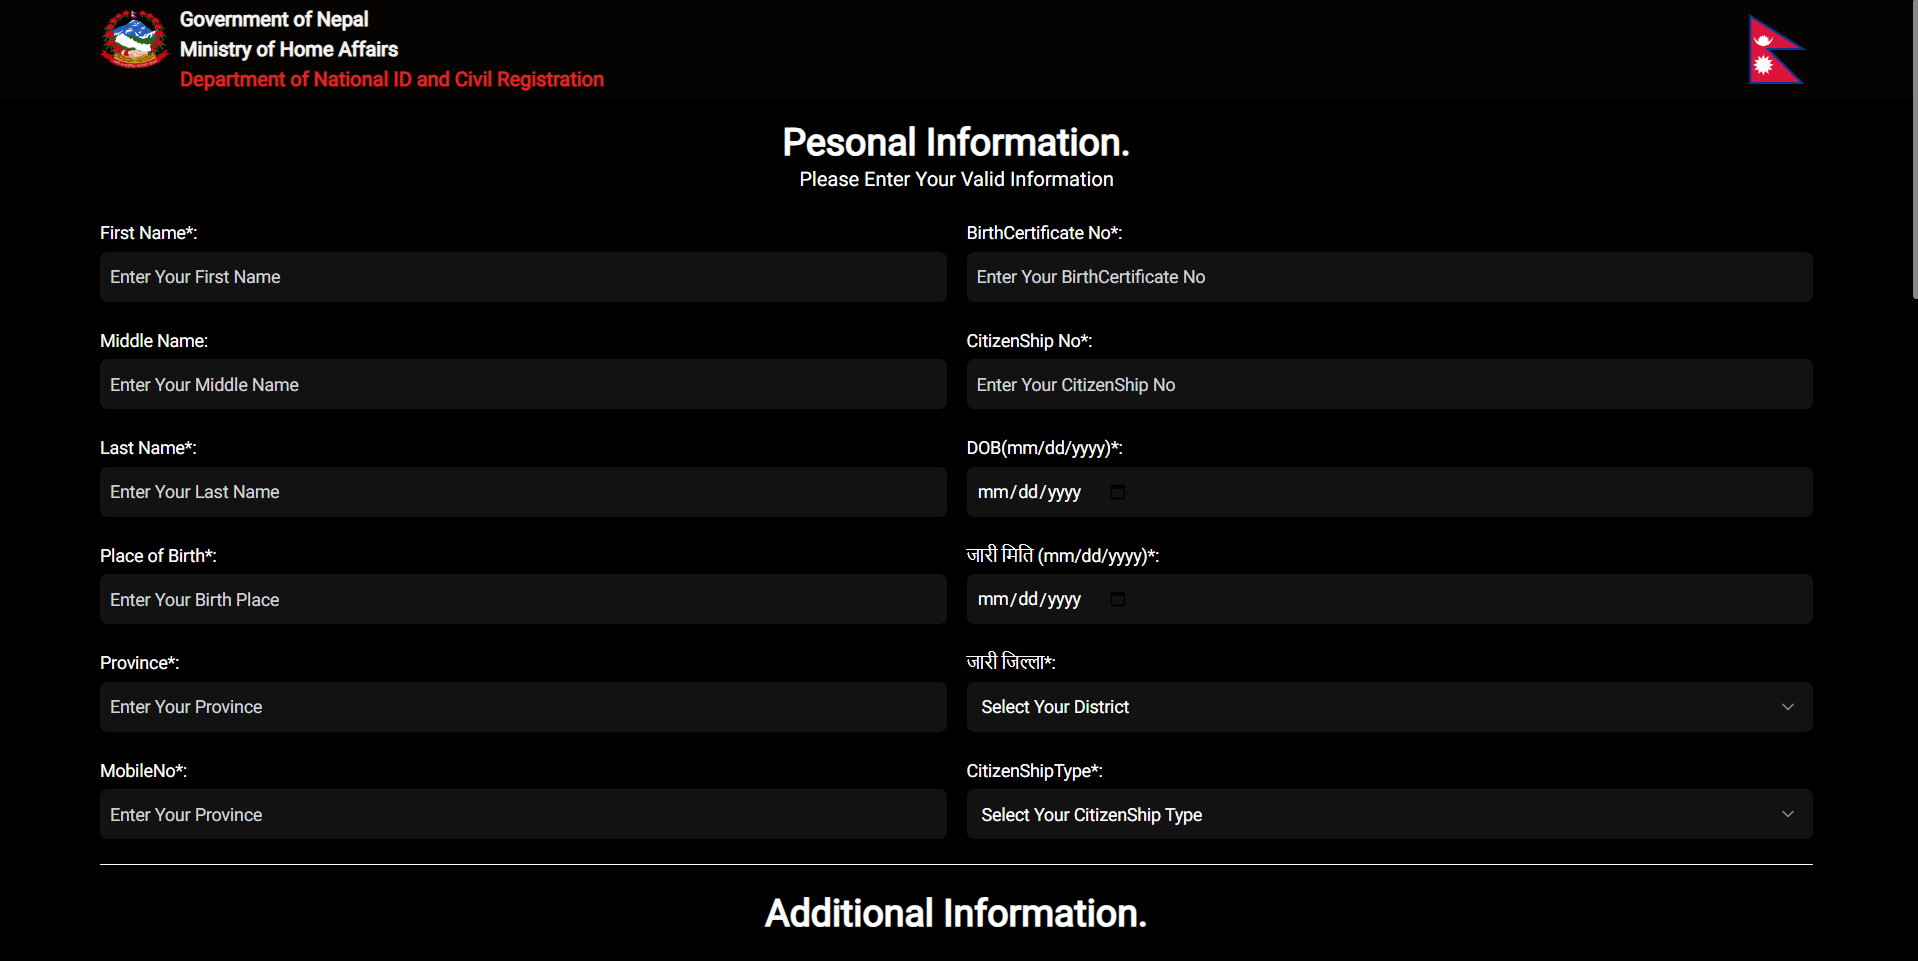 Government of Nepal
Ministry of Home Affairs
Department of National ID and Civil Registration
Pesonal Information.
Please Enter Your Valid Information
First Name*:
Enter Your First Name
BirthCertificate No*:
Enter Your BirthCertificate No
Middle Name:
Enter Your Middle Name
CitizenShip No*:
Enter Your CitizenShip No
Last Name*:
Enter Your Last Name
DOB(mm/dd/yyyy)*:
mm/dd/yyyy
Place of Birth*:
Enter Your Birth Place
जारी मिति (mm/dd/yyyy)*:
mm/dd/yyyy
Province*:
Enter Your Province
जारी जिल्ला*:
Select Your District
MobileNo*:
Enter Your Province
CitizenShipType*:
Select Your CitizenShip Type
Additional Information.